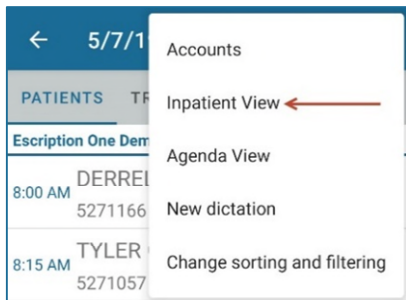 5/7/1
Accounts
PATIENTS TR
Inpatient View
Escription One Dem
Agenda View
8:00 AM DERREL
5271166
New dictation
8:15 AM TYLER
5271057
Change sorting and filtering